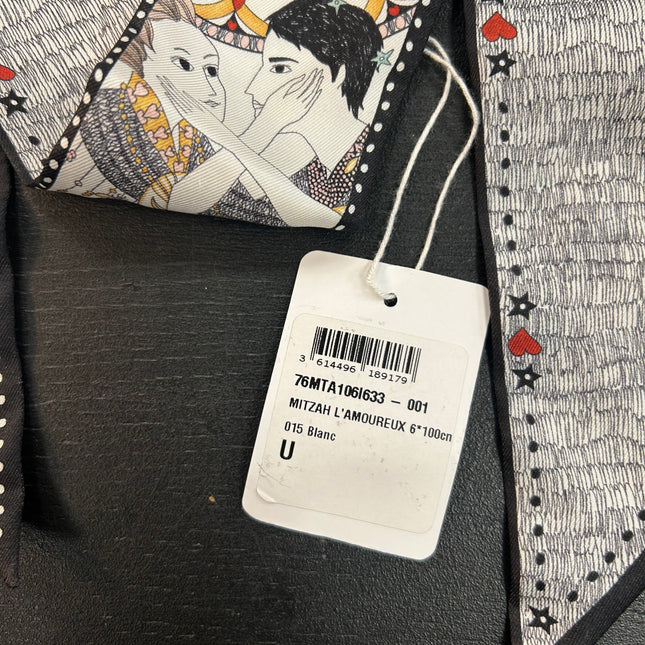 3 614496 189179
76MTA106I633 - 001
MITZAH L'AMOUREUX 6*100cm
015 Blanc
U